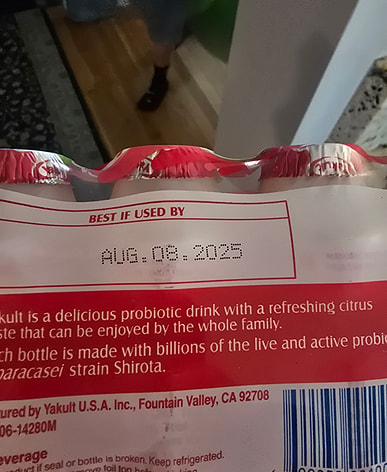 BEST IF USED BY
AUG.08.2025
kult is a delicious probiotic drink with a refreshing citrus
ste that can be enjoyed by the whole family.
ch bottle is made with billions of the live and active probio
paracasei strain Shirota.
ured by Yakult U.S.A. Inc., Fountain Valley, CA 92708
06-14280M
everage
duct if seal or bottle is broken. Keep refrigerated.